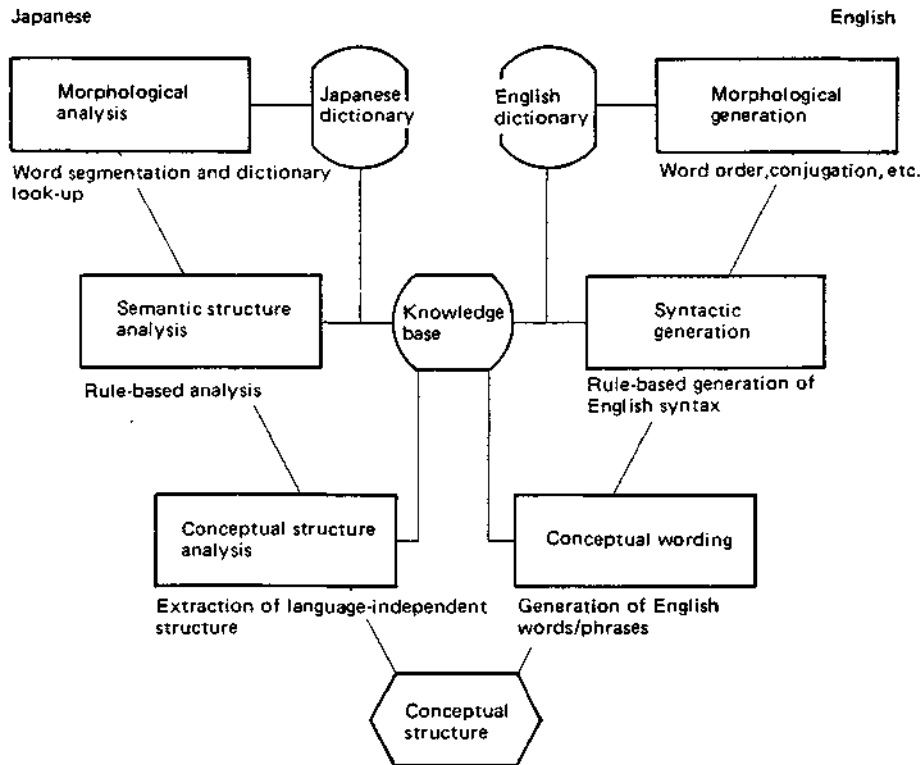 Japanese
English
Morphological
analysis
Japanese
dictionary
English
dictionary
Morphological
generation
Word segmentation and dictionary
look-up
Word order, conjugation, etc.
Semantic structure
analysis
Knowledge
base
Syntactic
generation
Rule-based analysis
Rule-based generation of
English syntax
Conceptual structure
analysis
Conceptual wording
Extraction of language-independent
structure
Generation of English
words/phrases
Conceptual
structure